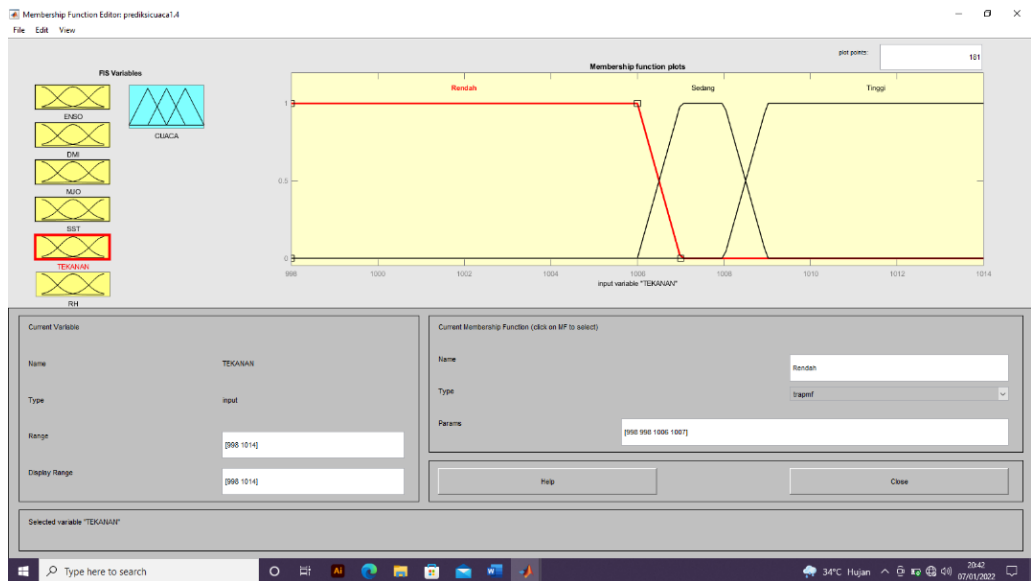 Membership Function Editor: prediksicuaca1.4
File Edit View
FIS Variables
ENSO
DMI
MJO
SST
TEKANAN
RH
CUACA
plot points:
181
Membership function plots
Rendah
Sedang
Tinggi
1
0.5
0
998 1000 1002 1004 1006 1008 1010 1012 1014
input variable "TEKANAN"
Current Variable
Name TEKANAN
Type input
Range [998 1014]
Display Range [998 1014]
Current Membership Function (click on MF to select)
Name Rendah
Type trapmf
Params [998 998 1006 1007]
Help
Close
Selected variable "TEKANAN"
Type here to search
Ai
34°C Hujan
20:42
07/01/2022